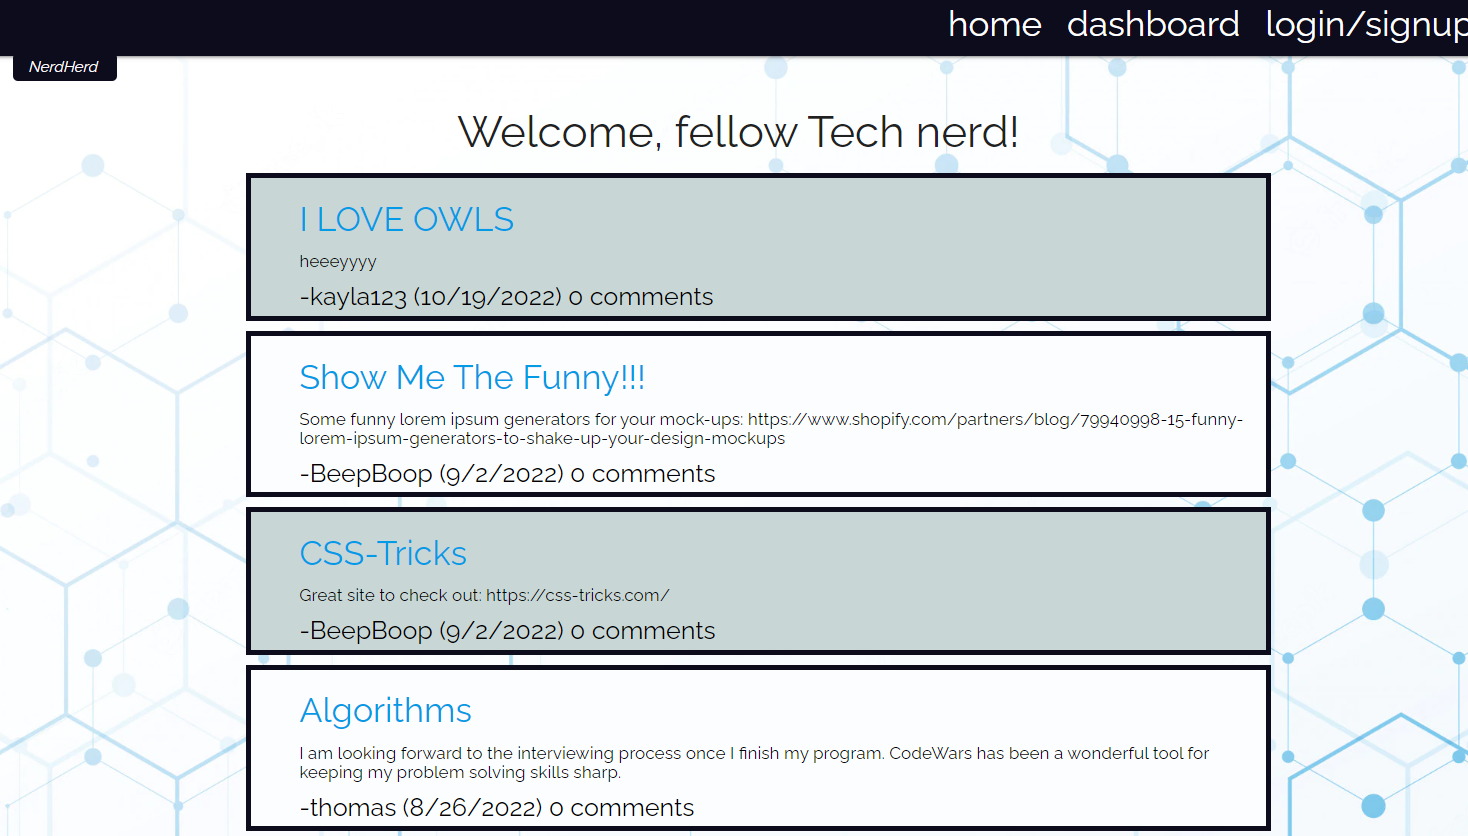 home dashboard login/signup
NerdHerd
Welcome, fellow Tech nerd!
I LOVE OWLS
heeeyyyy
-kayla123 (10/19/2022) 0 comments
Show Me The Funny!!!
Some funny lorem ipsum generators for your mock-ups: https://www.shopify.com/partners/blog/79940998-15-funny-
lorem-ipsum-generators-to-shake-up-your-design-mockups
-BeepBoop (9/2/2022) 0 comments
CSS-Tricks
Great site to check out: https://css-tricks.com/
-BeepBoop (9/2/2022) 0 comments
Algorithms
I am looking forward to the interviewing process once I finish my program. CodeWars has been a wonderful tool for
keeping my problem solving skills sharp.
-thomas (8/26/2022) 0 comments